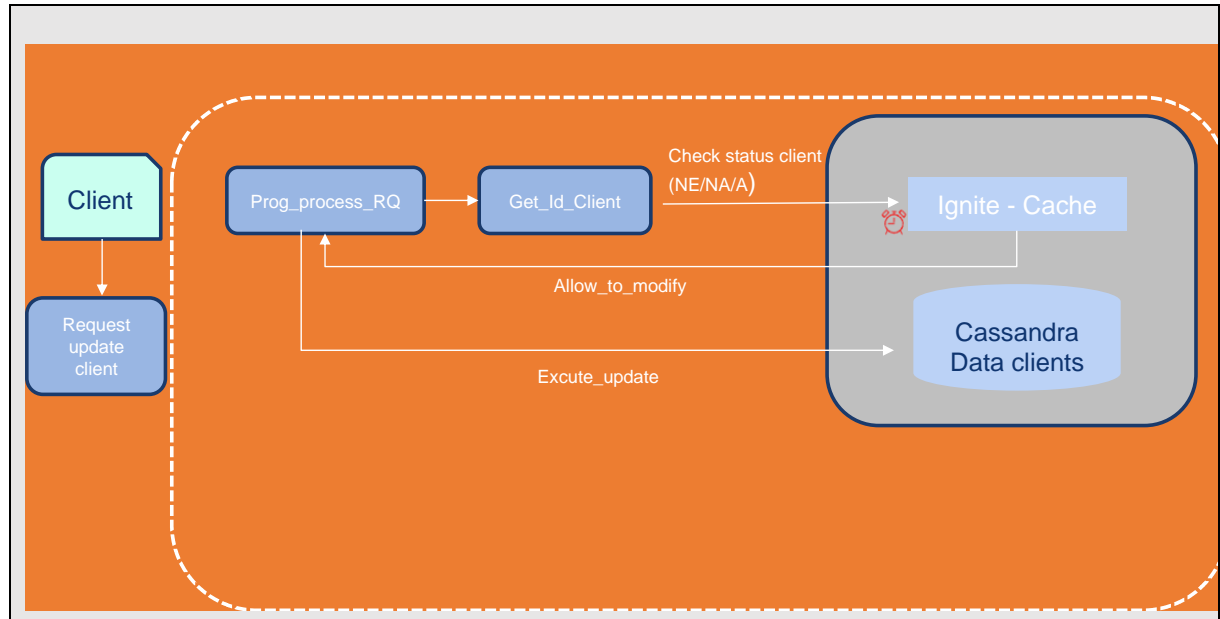 Client
Request
update
client
Prog_process_RQ
Get_Id_Client
Check status client
(NE/NA/A)
Ignite - Cache
Allow_to_modify
Cassandra
Data clients
Excute_update